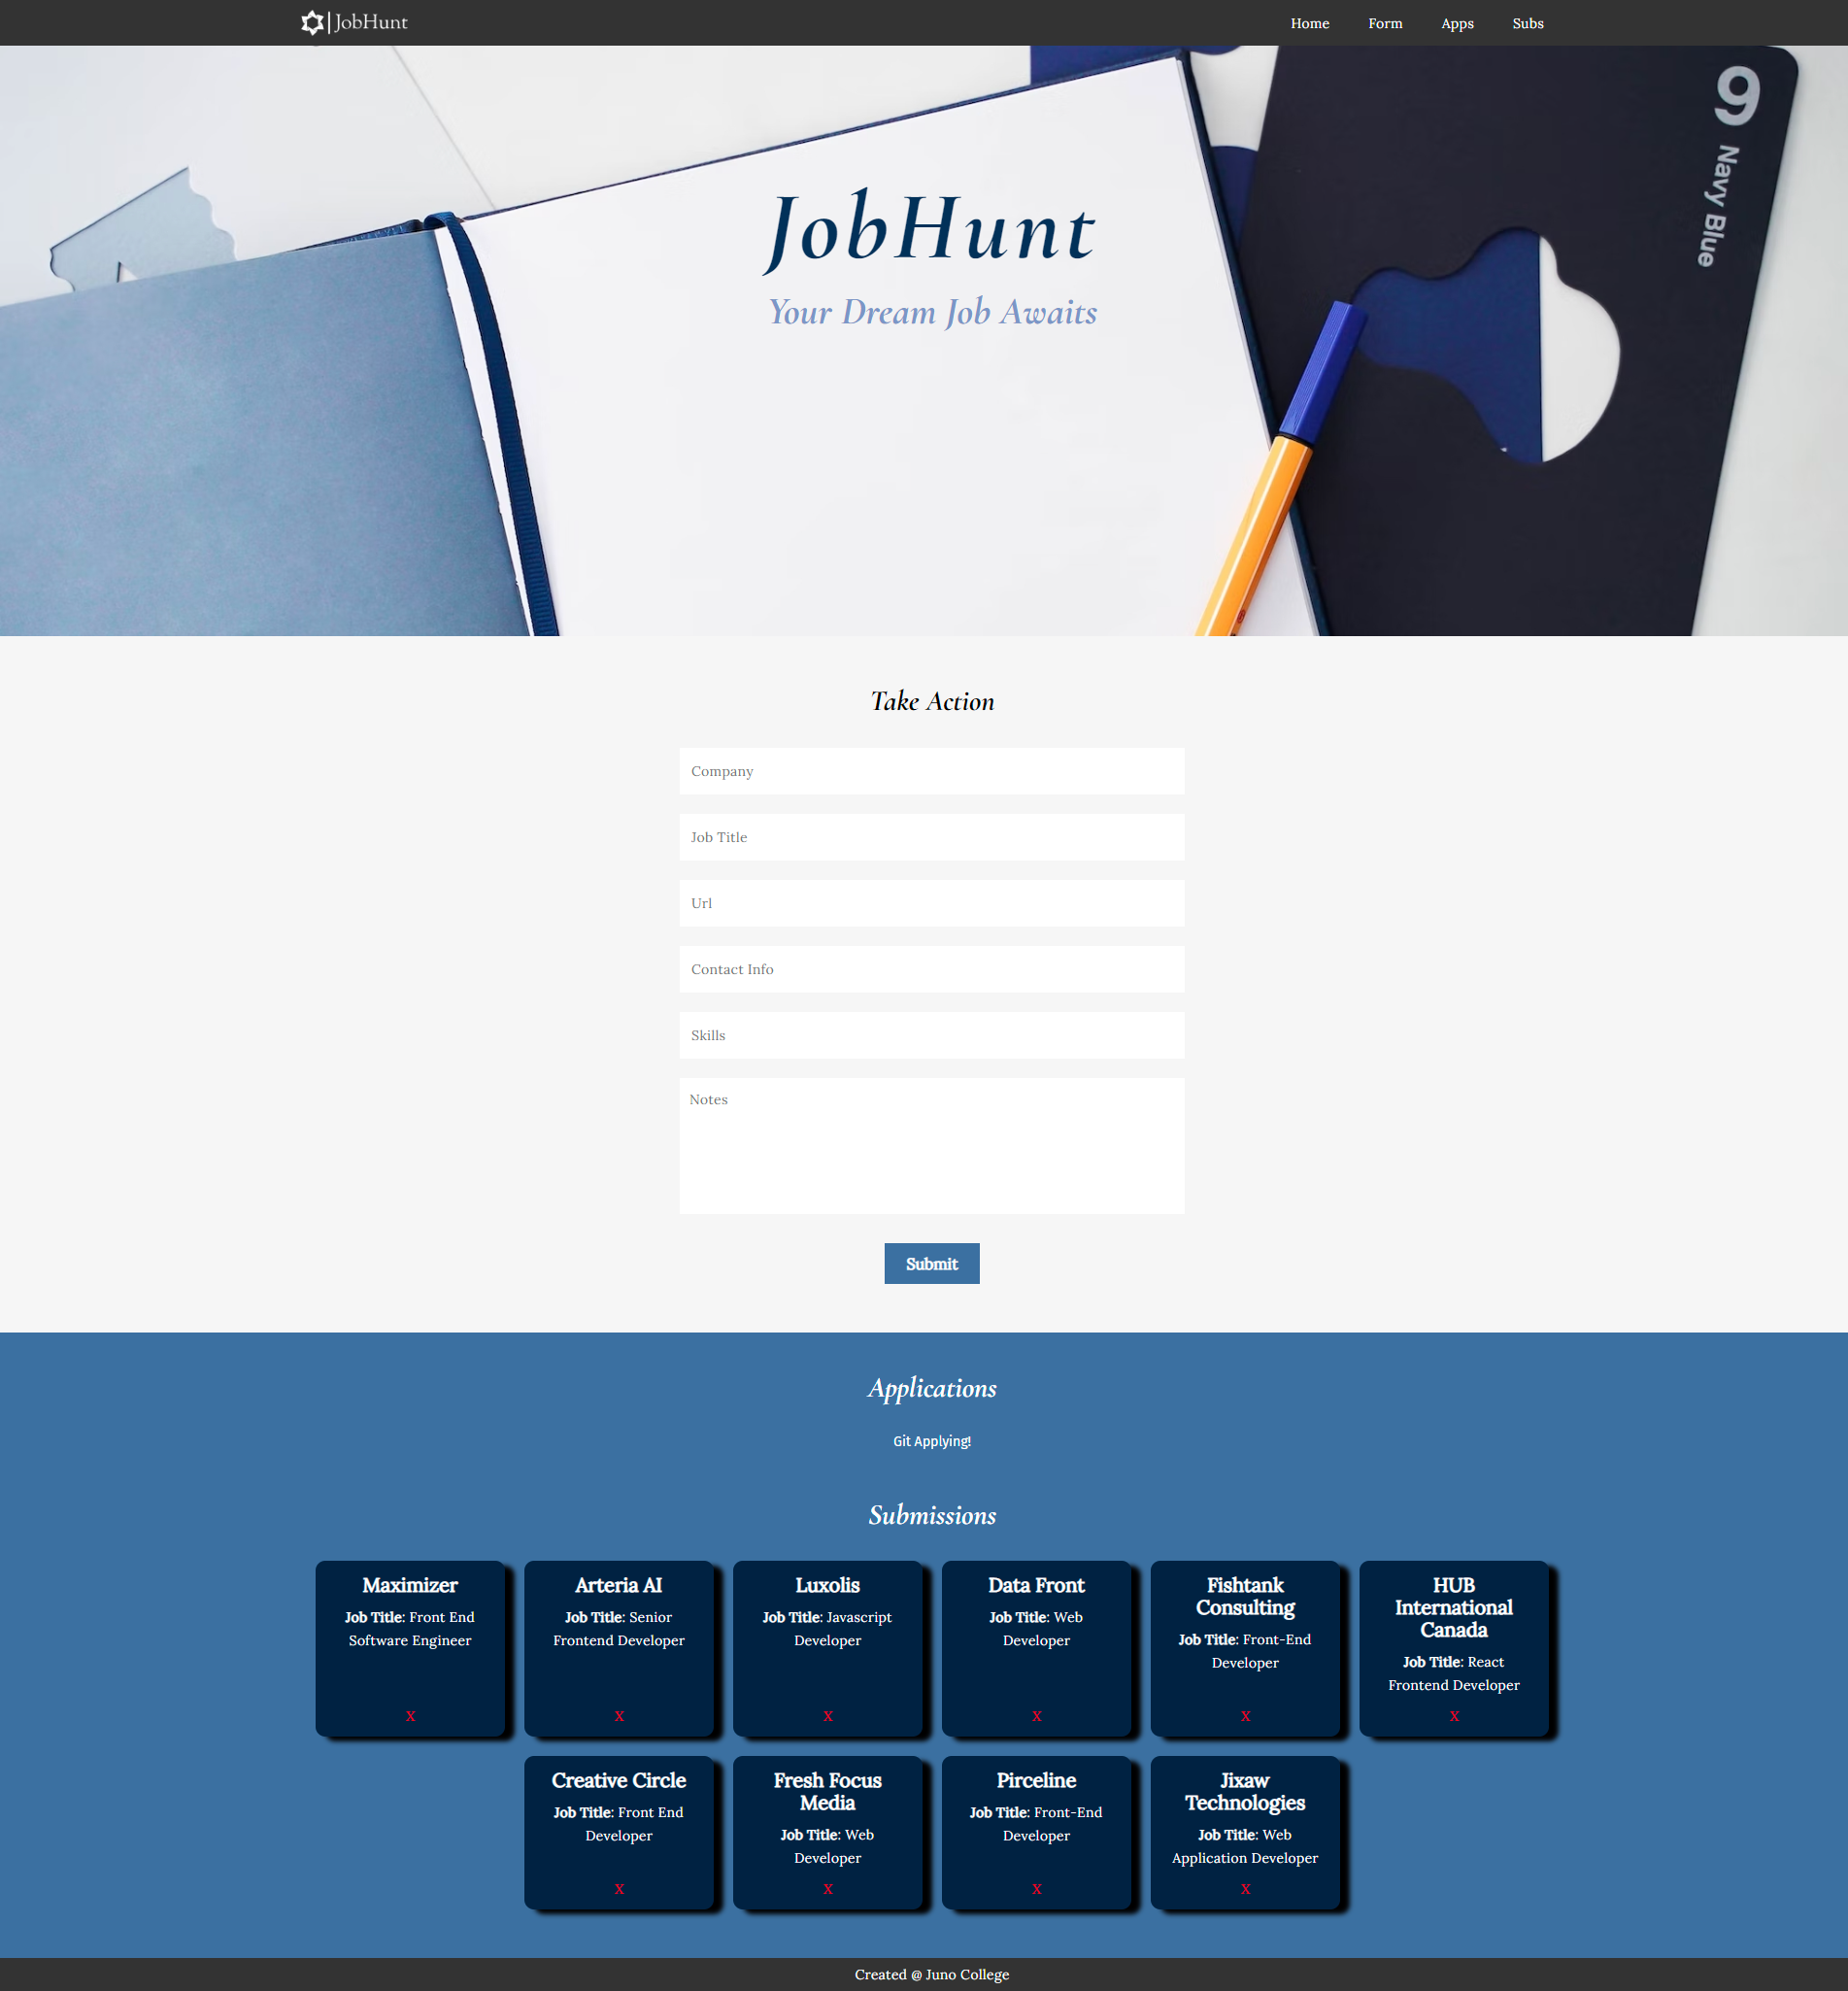 JobHunt
Home Form Apps Subs
9 Navy Blue
JobHunt
Your Dream Job Awaits
Take Action
Company
Job Title
Url
Contact Info
Skills
Notes
Submit
Applications
Git Applying!
Submissions
Maximizer
Job Title: Front End
Software Engineer
X
Arteria AI
Job Title: Senior
Frontend Developer
X
Luxolis
Job Title: Javascript
Developer
X
Data Front
Job Title: Web
Developer
X
Fishtank
Consulting
Job Title: Front-End
Developer
X
HUB
International
Canada
Job Title: React
Frontend Developer
X
Creative Circle
Job Title: Front End
Developer
X
Fresh Focus
Media
Job Title: Web
Developer
X
Pirceline
Job Title: Front-End
Developer
X
Jixaw
Technologies
Job Title: Web
Application Developer
X
Created @ Juno College